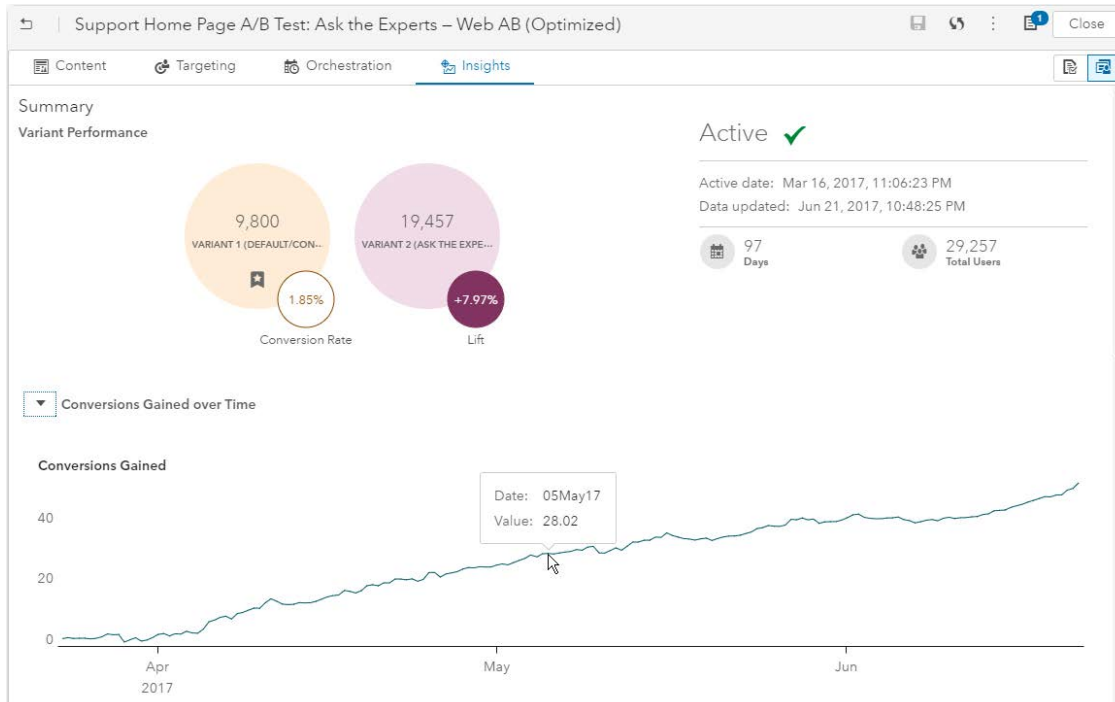 Support Home Page A/B Test: Ask the Experts – Web AB (Optimized)
1
Close
Content
Targeting
Orchestration
Insights
Summary
Variant Performance
9,800
VARIANT 1 (DEFAULT/CON...
1.85%
Conversion Rate
19,457
VARIANT 2 (ASK THE EXPE...
+7.97%
Lift
Active
Active date: Mar 16, 2017, 11:06:23 PM
Data updated: Jun 21, 2017, 10:48:25 PM
97
Days
29,257
Total Users
Conversions Gained over Time
Conversions Gained
Date: 05May17
Value: 28.02
40
20
0
Apr
2017
May
Jun